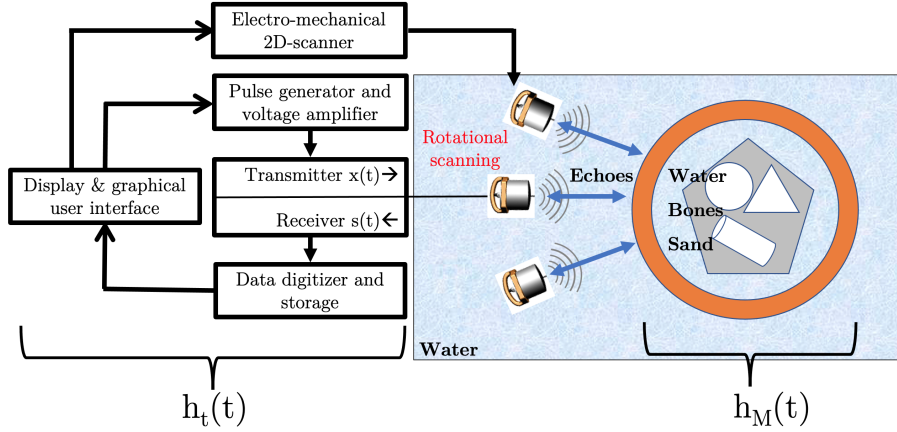 Electro-mechanical
2D-scanner
Pulse generator and
voltage amplifier
Transmitter x(t)→
Receiver s(t)←
Display & graphical
user interface
Data digitizer and
storage
Rotational
scanning
Echoes
Water
Bones
Sand
Water
h_t(t)
h_M(t)